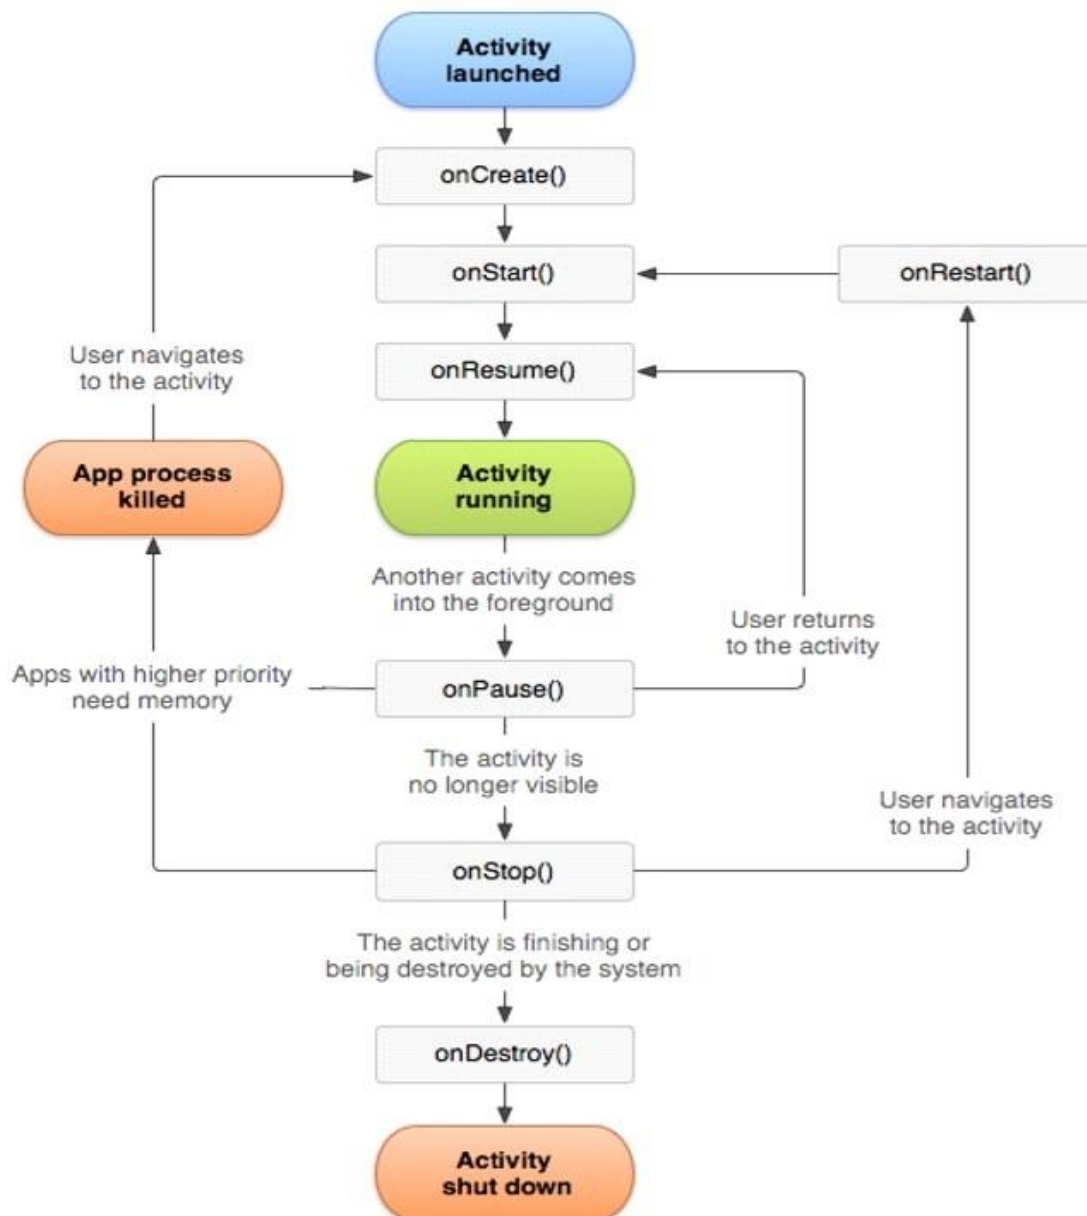 Activity
launched
onCreate()
onStart()
onRestart()
onResume()
User navigates
to the activity
App process
killed
Activity
running
Another activity comes
into the foreground
User returns
to the activity
Apps with higher priority
need memory
onPause()
The activity is
no longer visible
User navigates
to the activity
onStop()
The activity is finishing or
being destroyed by the system
onDestroy()
Activity
shut down